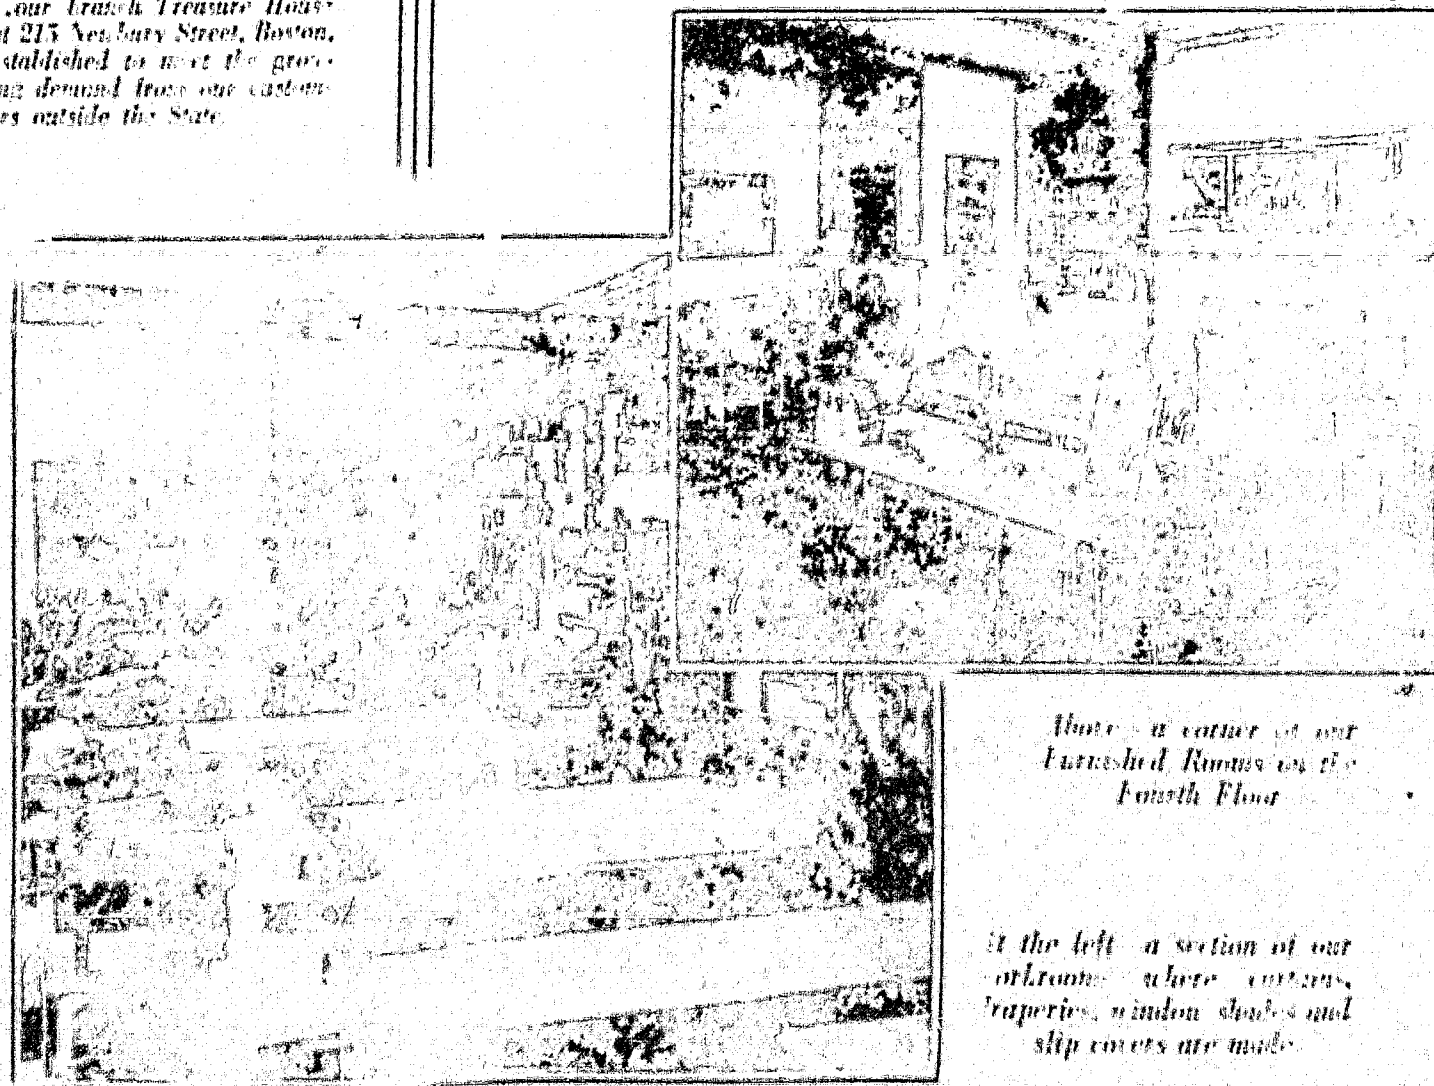 our Branch Treasure House
at 215 Newbury Street, Boston,
established to meet the grow-
ing demand from our custom-
ers outside the State
Above a corner of our
Furnished Rooms on the
Fourth Floor
At the left a section of our
workrooms where curtains,
draperies, window shades and
slip covers are made.